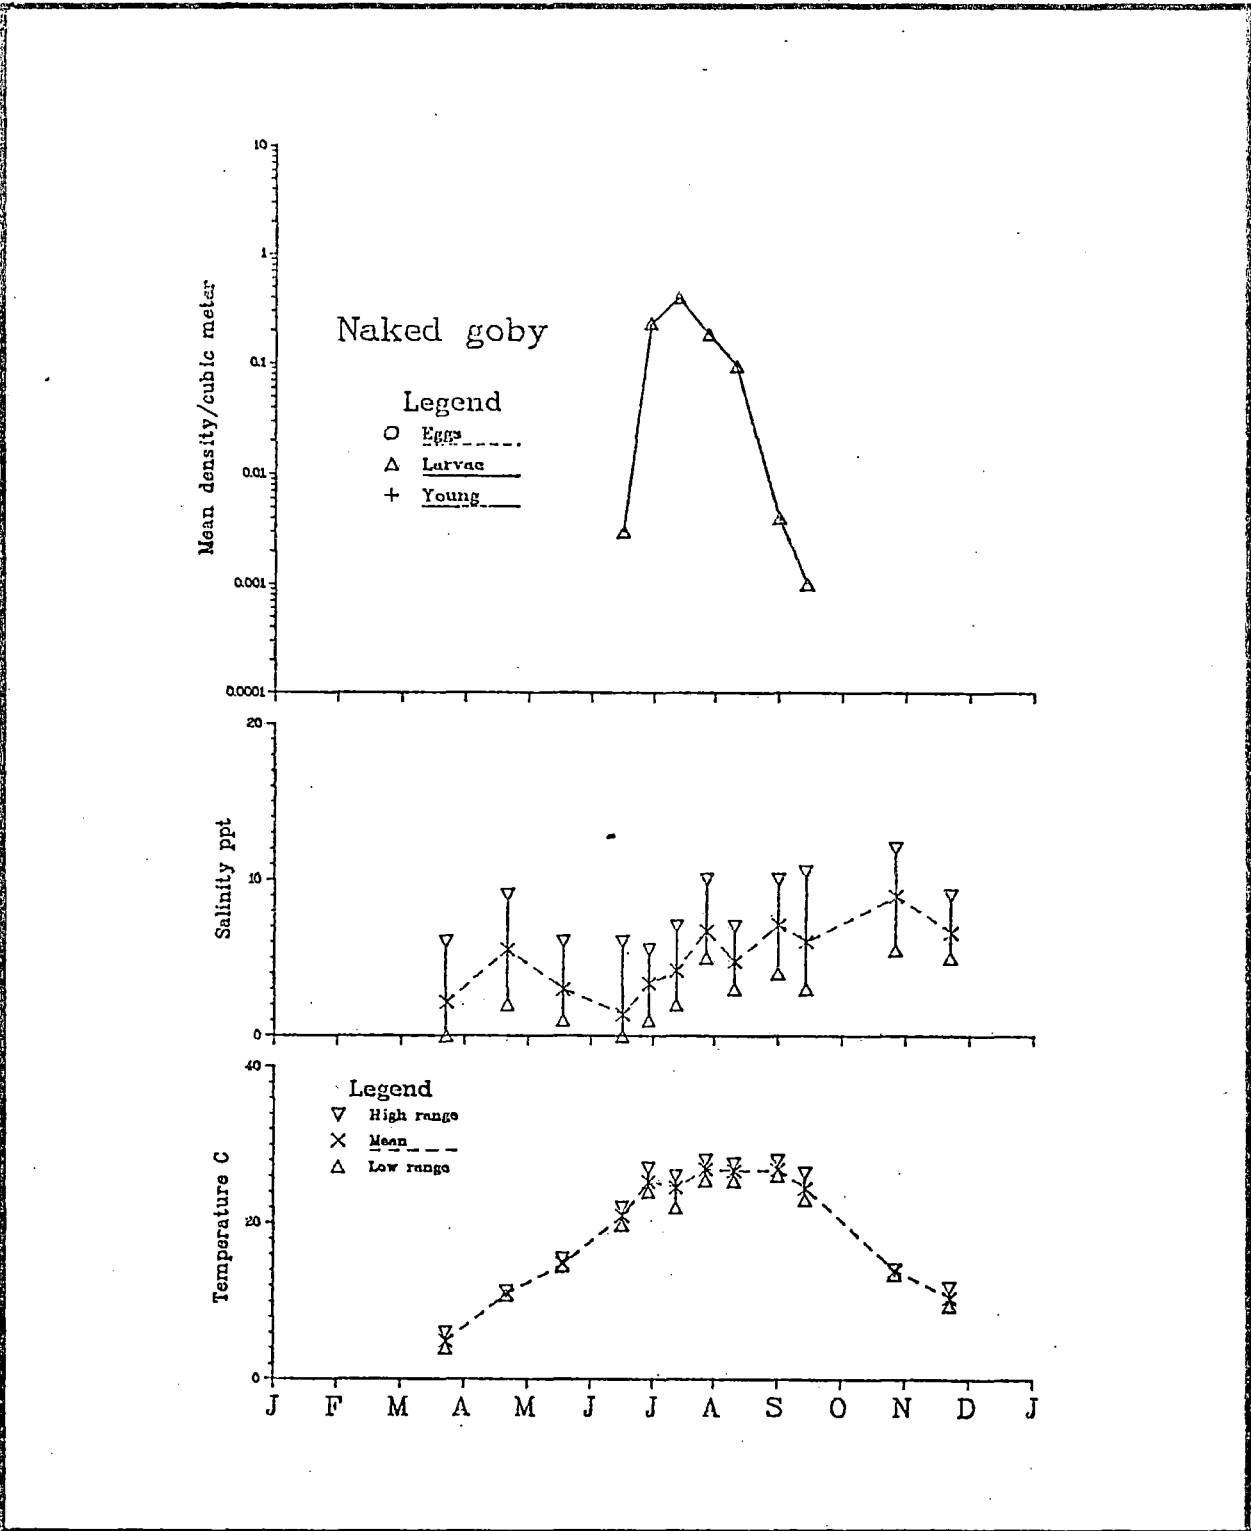 10
1
0.1
0.01
0.001
0.0001
Mean density/cubic meter
Naked goby
Legend
Eggs
Larvae
Young
20
10
0
Salinity ppt
40
20
0
Temperature C
Legend
High range
Mean
Low range
J F M A M J J A S O N D J